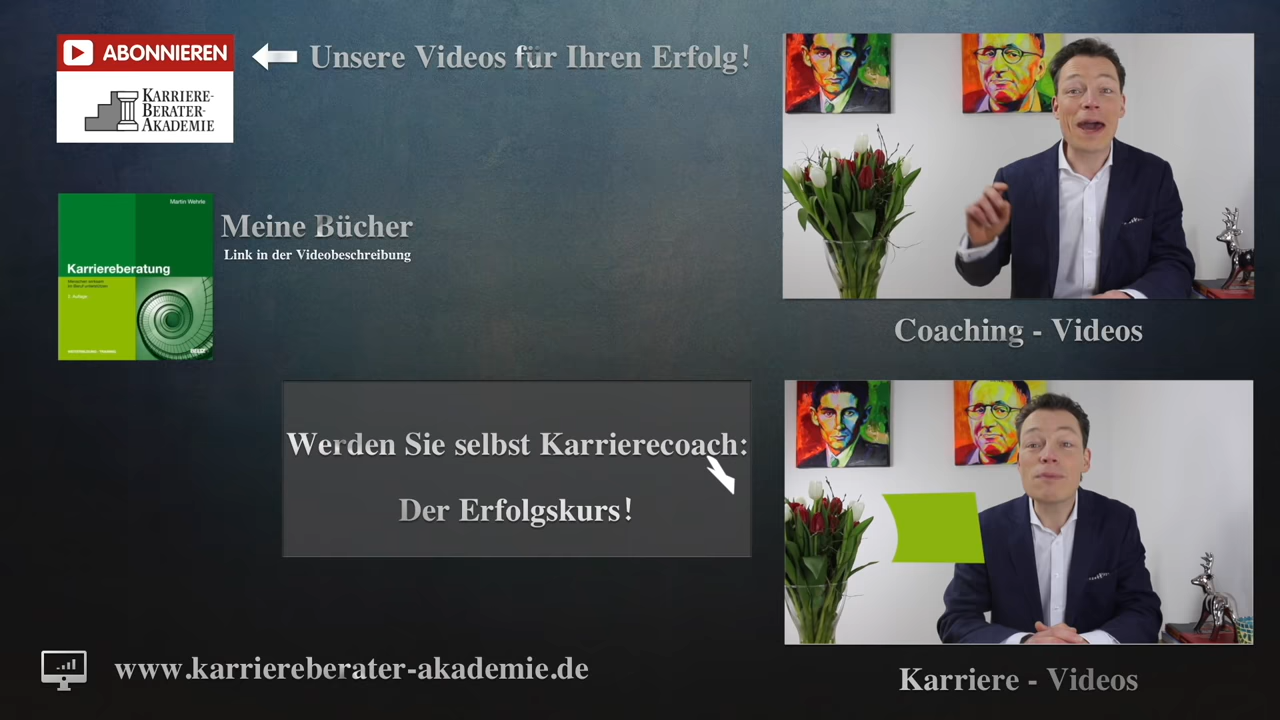 ABONNIEREN
Unsere Videos für Ihren Erfolg!
KARRIERE-
BERATER-
AKADEMIE
Martin Wehrle
Karriereberatung
Meine Bücher
Link in der Videobeschreibung
Coaching - Videos
Werden Sie selbst Karrierecoach:
Der Erfolgskurs!
www.karriereberater-akademie.de
Karriere - Videos